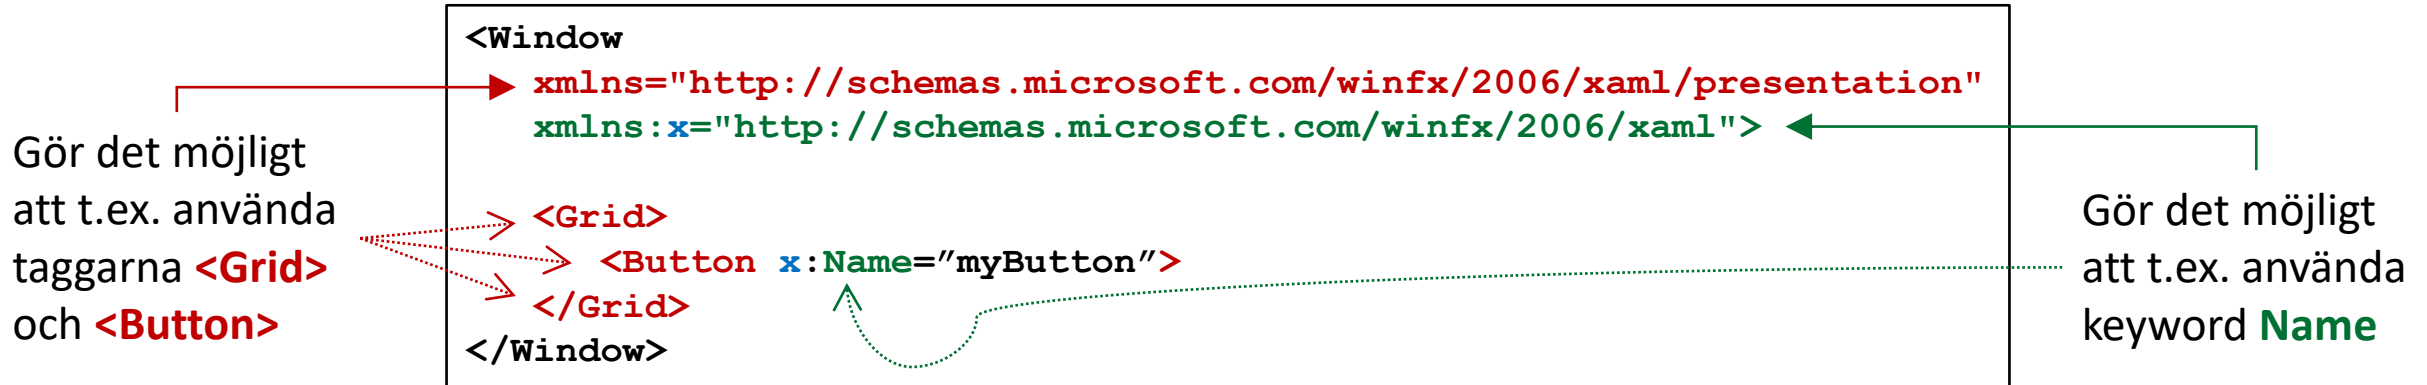 <Window
xmlns="http://schemas.microsoft.com/winfx/2006/xaml/presentation"
xmlns:x="http://schemas.microsoft.com/winfx/2006/xaml">
<Grid>
<Button x:Name=”myButton”>
</Grid>
</Window>
Gör det möjligt
att t.ex. använda
taggarna <Grid>
och <Button>
Gör det möjligt
att t.ex. använda
keyword Name